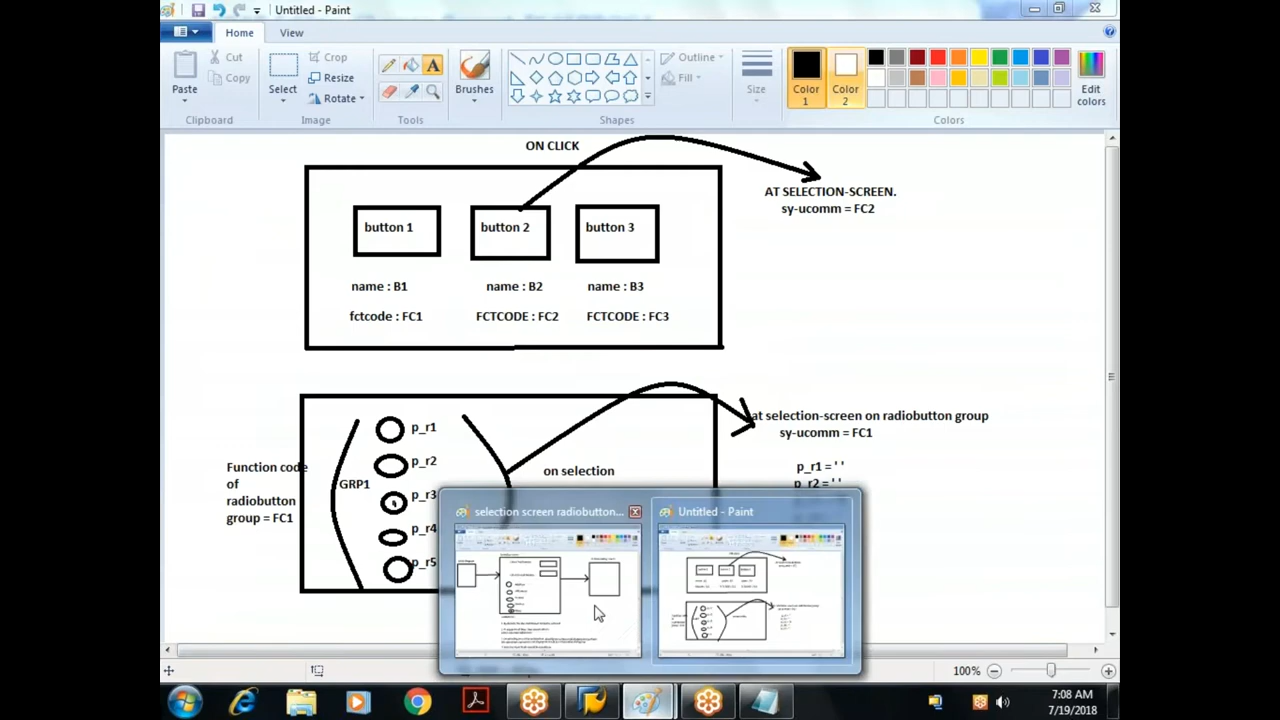 Untitled - Paint
Home
View
Paste
Cut
Copy
Clipboard
Select
Crop
Resize
Rotate
Image
Tools
Brushes
Shapes
Outline
Fill
Size
Color 1
Color 2
Edit colors
Colors
ON CLICK
AT SELECTION-SCREEN.
sy-ucomm = FC2
button 1
button 2
button 3
name : B1
name : B2
name : B3
fctcode : FC1
FCTCODE : FC2
FCTCODE : FC3
at selection-screen on radiobutton group
sy-ucomm = FC1
p_r1
p_r2
p_r3
p_r4
p_r5
GRP1
on selection
Function code
of
radiobutton
group = FC1
p_r1 = ' '
p_r2 = ' '
selection screen radiobutton...
Untitled - Paint
100%
7:08 AM
7/19/2018